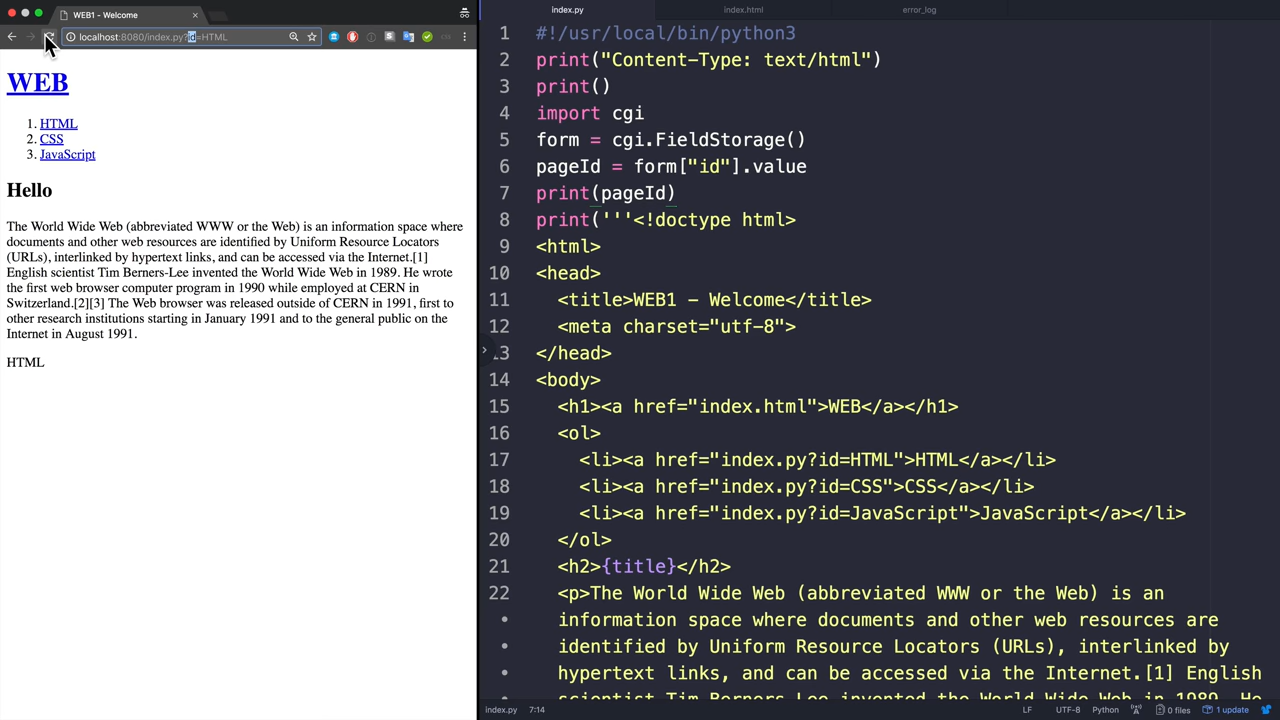 WEB1 - Welcome
localhost:8080/index.py?id=HTML
WEB
1. HTML
2. CSS
3. JavaScript
Hello
The World Wide Web (abbreviated WWW or the Web) is an information space where
documents and other web resources are identified by Uniform Resource Locators
(URLs), interlinked by hypertext links, and can be accessed via the Internet.[1]
English scientist Tim Berners-Lee invented the World Wide Web in 1989. He wrote
the first web browser computer program in 1990 while employed at CERN in
Switzerland.[2][3] The Web browser was released outside of CERN in 1991, first to
other research institutions starting in January 1991 and to the general public on the
Internet in August 1991.
HTML
index.py index.html error_log
1 #!/usr/local/bin/python3
2 print("Content-Type: text/html")
3 print()
4 import cgi
5 form = cgi.FieldStorage()
6 pageId = form["id"].value
7 print(pageId)
8 print('''<!doctype html>
9 <html>
10 <head>
11 <title>WEB1 - Welcome</title>
12 <meta charset="utf-8">
13 </head>
14 <body>
15 <h1><a href="index.html">WEB</a></h1>
16 <ol>
17 <li><a href="index.py?id=HTML">HTML</a></li>
18 <li><a href="index.py?id=CSS">CSS</a></li>
19 <li><a href="index.py?id=JavaScript">JavaScript</a></li>
20 </ol>
21 <h2>{title}</h2>
22 <p>The World Wide Web (abbreviated WWW or the Web) is an
information space where documents and other web resources are
identified by Uniform Resource Locators (URLs), interlinked by
hypertext links, and can be accessed via the Internet.[1] English
scientist Tim Berners-Lee invented the World Wide Web in 1989. He
index.py 7:14 LF UTF-8 Python 0 files 1 update